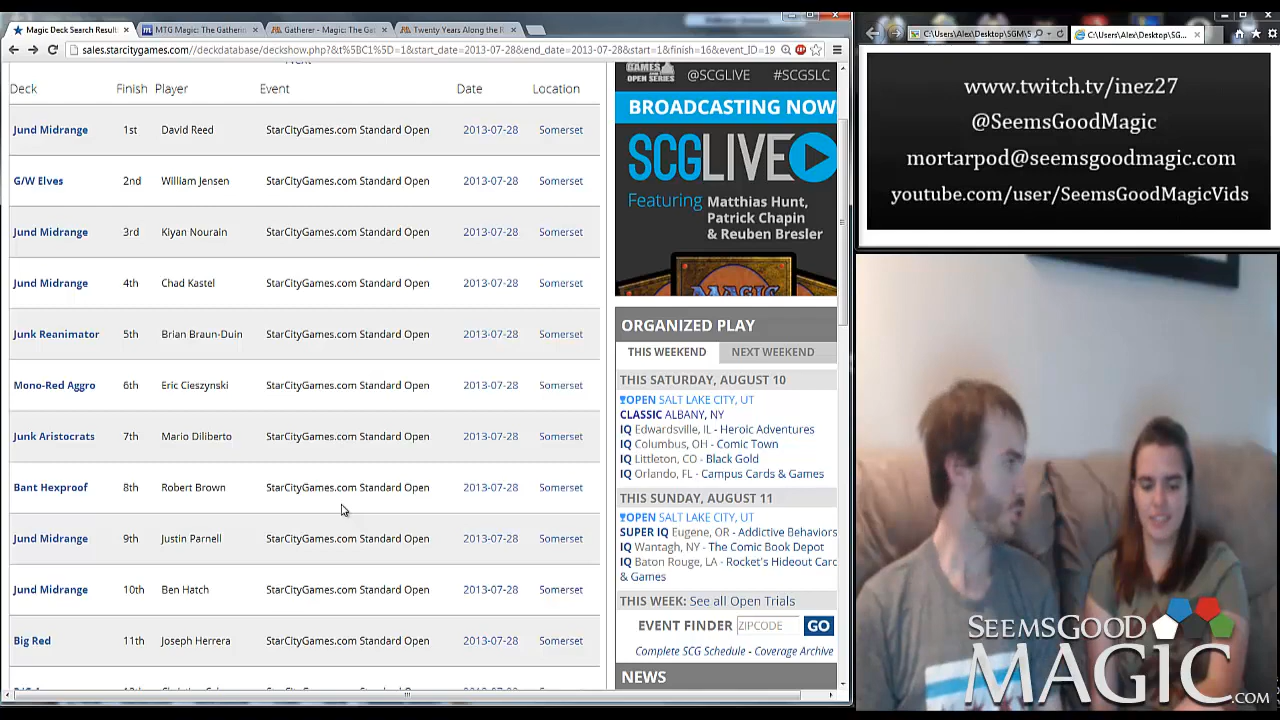 Magic Deck Search Result
MTG Magic: The Gatherin
Gatherer - Magic: The Ga
Twenty Years Along the R
sales.starcitygames.com/deckdatabase/deckshow.php?&t%5BC1%5D=1&start_date=2013-07-28&end_date=2013-07-28&start=1&finish=16&event_ID=19
Deck Finish Player Event Date Location
Jund Midrange 1st David Reed StarCityGames.com Standard Open 2013-07-28 Somerset
G/W Elves 2nd William Jensen StarCityGames.com Standard Open 2013-07-28 Somerset
Jund Midrange 3rd Kiyan Nourain StarCityGames.com Standard Open 2013-07-28 Somerset
Jund Midrange 4th Chad Kastel StarCityGames.com Standard Open 2013-07-28 Somerset
Junk Reanimator 5th Brian Braun-Duin StarCityGames.com Standard Open 2013-07-28 Somerset
Mono-Red Aggro 6th Eric Cieszynski StarCityGames.com Standard Open 2013-07-28 Somerset
Junk Aristocrats 7th Mario Diliberto StarCityGames.com Standard Open 2013-07-28 Somerset
Bant Hexproof 8th Robert Brown StarCityGames.com Standard Open 2013-07-28 Somerset
Jund Midrange 9th Justin Parnell StarCityGames.com Standard Open 2013-07-28 Somerset
Jund Midrange 10th Ben Hatch StarCityGames.com Standard Open 2013-07-28 Somerset
Big Red 11th Joseph Herrera StarCityGames.com Standard Open 2013-07-28 Somerset
GAMES
OPEN SERIES
@SCGLIVE #SCGSLC
BROADCASTING NOW
SCGLIVE
Featuring Matthias Hunt,
Patrick Chapin
& Reuben Bresler
MAGIC
ORGANIZED PLAY
THIS WEEKEND NEXT WEEKEND
THIS SATURDAY, AUGUST 10
OPEN SALT LAKE CITY, UT
CLASSIC ALBANY, NY
IQ Edwardsville, IL - Heroic Adventures
IQ Columbus, OH - Comic Town
IQ Littleton, CO - Black Gold
IQ Orlando, FL - Campus Cards & Games
THIS SUNDAY, AUGUST 11
OPEN SALT LAKE CITY, UT
SUPER IQ Eugene, OR - Addictive Behaviors
IQ Wantagh, NY - The Comic Book Depot
IQ Baton Rouge, LA - Rocket's Hideout Card
& Games
THIS WEEK: See all Open Trials
EVENT FINDER ZIPCODE GO
Complete SCG Schedule - Coverage Archive
NEWS
C:\Users\Alex\Desktop\SGM\S
C:\Users\Alex\Desktop\SG...
www.twitch.tv/inez27
@SeemsGoodMagic
mortarpod@seemsgoodmagic.com
youtube.com/user/SeemsGoodMagicVids
SEEMSGOOD
MAGIC.COM